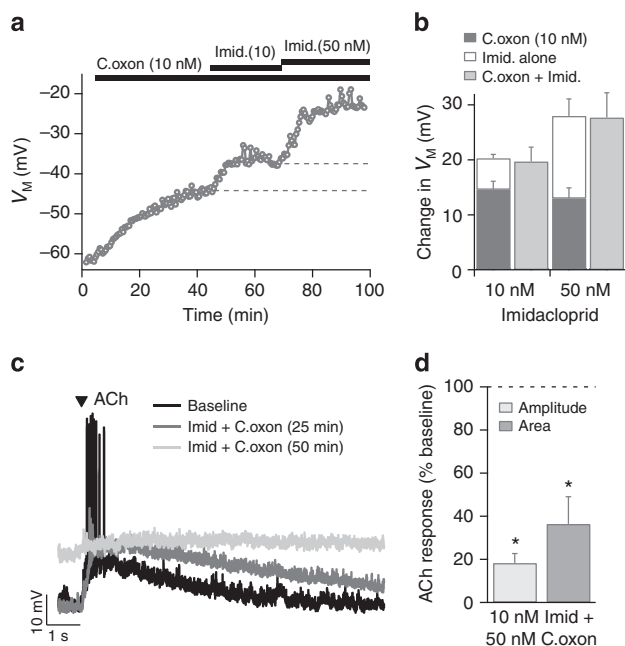 a
Imid.(50 nM)
Imid.(10)
C.oxon (10 nM)
−20
−30
−40
−50
−60
VM (mV)
0 20 40 60 80 100
Time (min)
b
C.oxon (10 nM)
Imid. alone
C.oxon + Imid.
30
20
10
0
Change in VM (mV)
10 nM 50 nM
Imidacloprid
c
ACh
Baseline
Imid + C.oxon (25 min)
Imid + C.oxon (50 min)
10 mV
1 s
d
100
80
60
40
20
0
ACh response (% baseline)
Amplitude
Area
*
*
10 nM Imid +
50 nM C.oxon